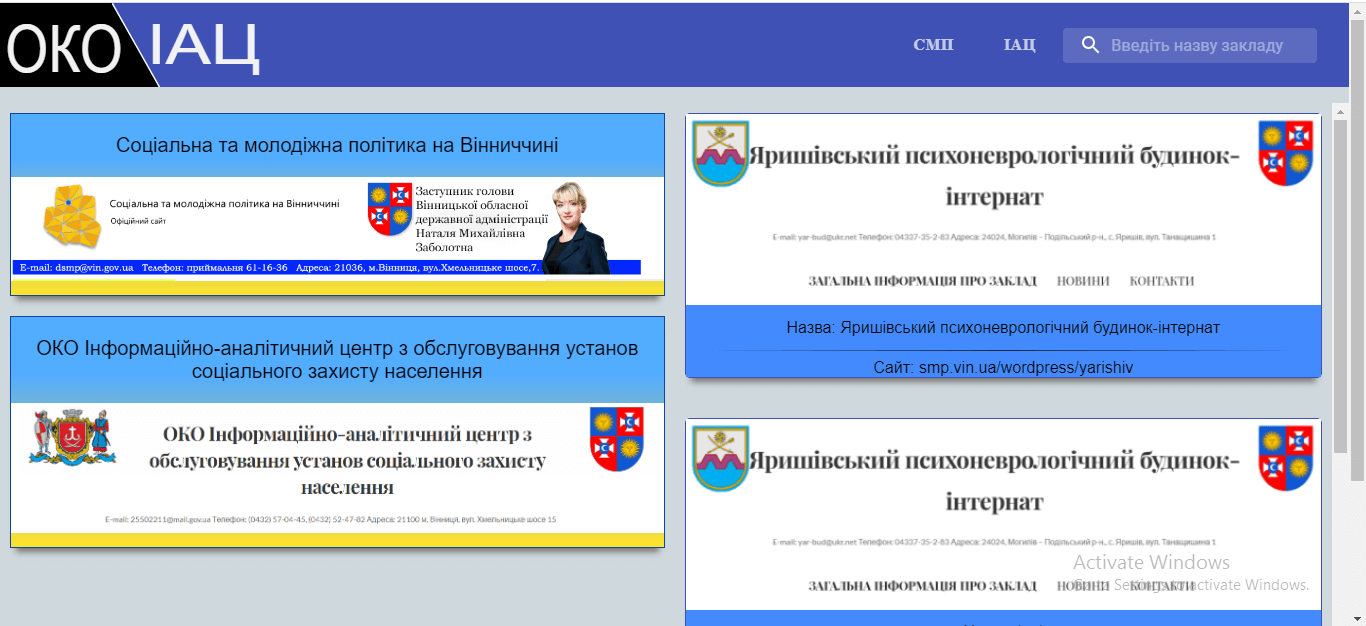 ОКО ІАЦ
СМП ІАЦ Введіть назву закладу
Соціальна та молодіжна політика на Вінниччині
Соціальна та молодіжна політика на Вінниччині
Офіційний сайт
Заступник голови
Вінницької обласної
державної адміністрації
Наталя Михайлівна
Заболотна
E-mail: dsmp@vin.gov.ua Телефон: приймальня 61-16-36 Адреса: 21036, м.Вінниця, вул.Хмельницьке шосе,7.
ОКО Інформаційно-аналітичний центр з обслуговування установ
соціального захисту населення
ОКО Інформаційно-аналітичний центр з
обслуговування установ соціального захисту
населення
E-mail: 25502211@mail.gov.ua Телефон: (0432) 57-04-45, (0432) 52-47-82 Адреса: 21100 м. Вінниця, вул. Хмельницьке шосе 15
Яришівський психоневрологічний будинок-
інтернат
E-mail: yar-bud@ukr.net Телефон: 04337-35-2-83 Адреса: 24024, Могилів – Подільський р-н., с. Яришів, вул. Танащишина 1
ЗАГАЛЬНА ІНФОРМАЦІЯ ПРО ЗАКЛАД НОВИНИ КОНТАКТИ
Назва: Яришівський психоневрологічний будинок-інтернат
Сайт: smp.vin.ua/wordpress/yarishiv
Яришівський психоневрологічний будинок-
інтернат
E-mail: yar-bud@ukr.net Телефон: 04337-35-2-83 Адреса: 24024, Могилів – Подільський р-н., с. Яришів, вул. Танащишина 1
ЗАГАЛЬНА ІНФОРМАЦІЯ ПРО ЗАКЛАД НОВИНИ КОНТАКТИ
Activate Windows
Go to Settings to activate Windows.